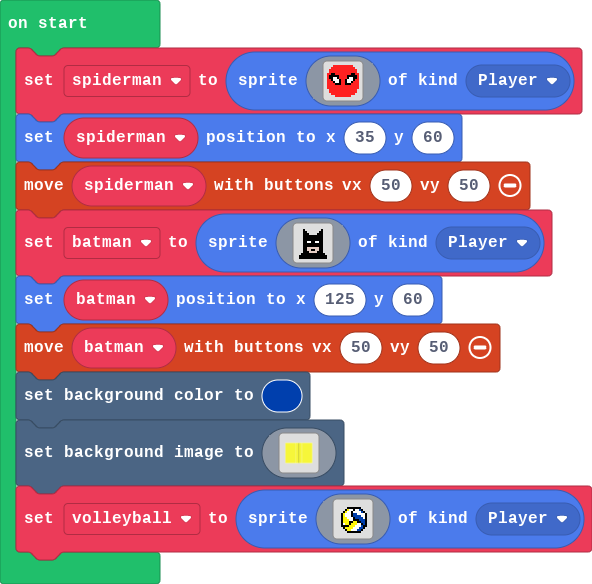 on start
set spiderman to sprite of kind Player
set spiderman position to x 35 y 60
move spiderman with buttons vx 50 vy 50
set batman to sprite of kind Player
set batman position to x 125 y 60
move batman with buttons vx 50 vy 50
set background color to
set background image to
set volleyball to sprite of kind Player